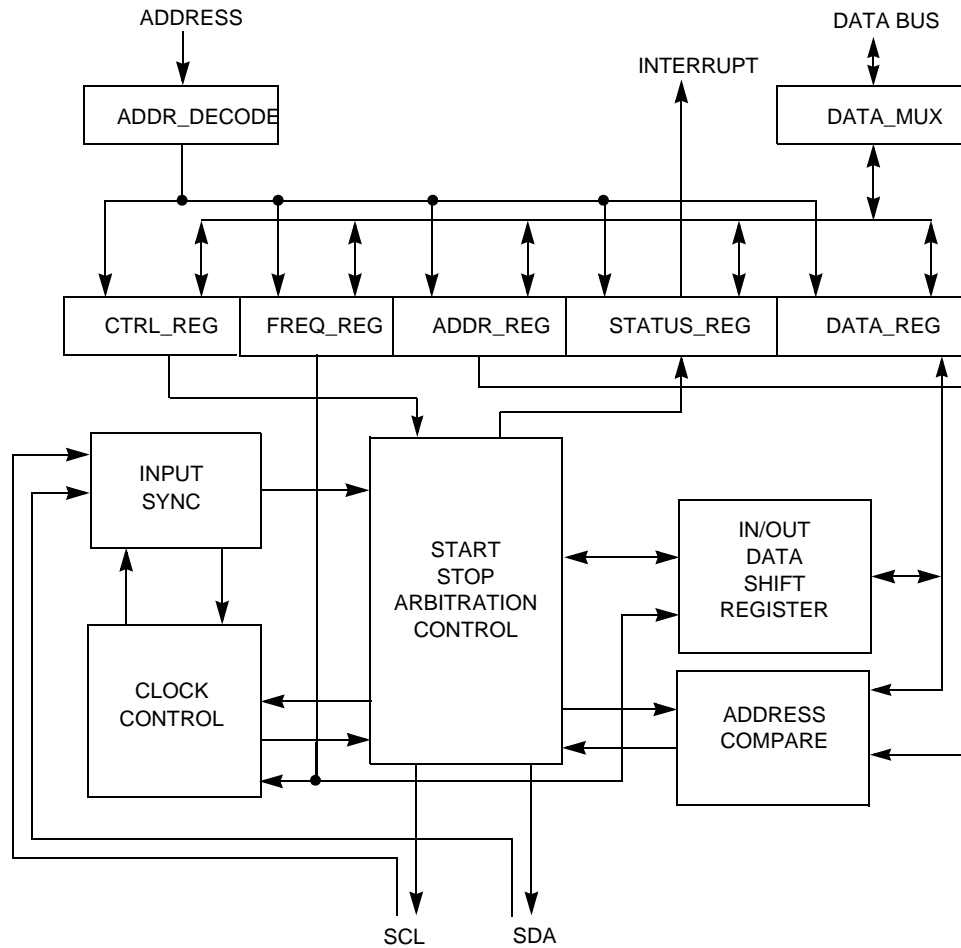 ADDRESS
DATA BUS
INTERRUPT
ADDR_DECODE
DATA_MUX
CTRL_REG
FREQ_REG
ADDR_REG
STATUS_REG
DATA_REG
INPUT
SYNC
START
STOP
ARBITRATION
CONTROL
IN/OUT
DATA
SHIFT
REGISTER
CLOCK
CONTROL
ADDRESS
COMPARE
SCL
SDA